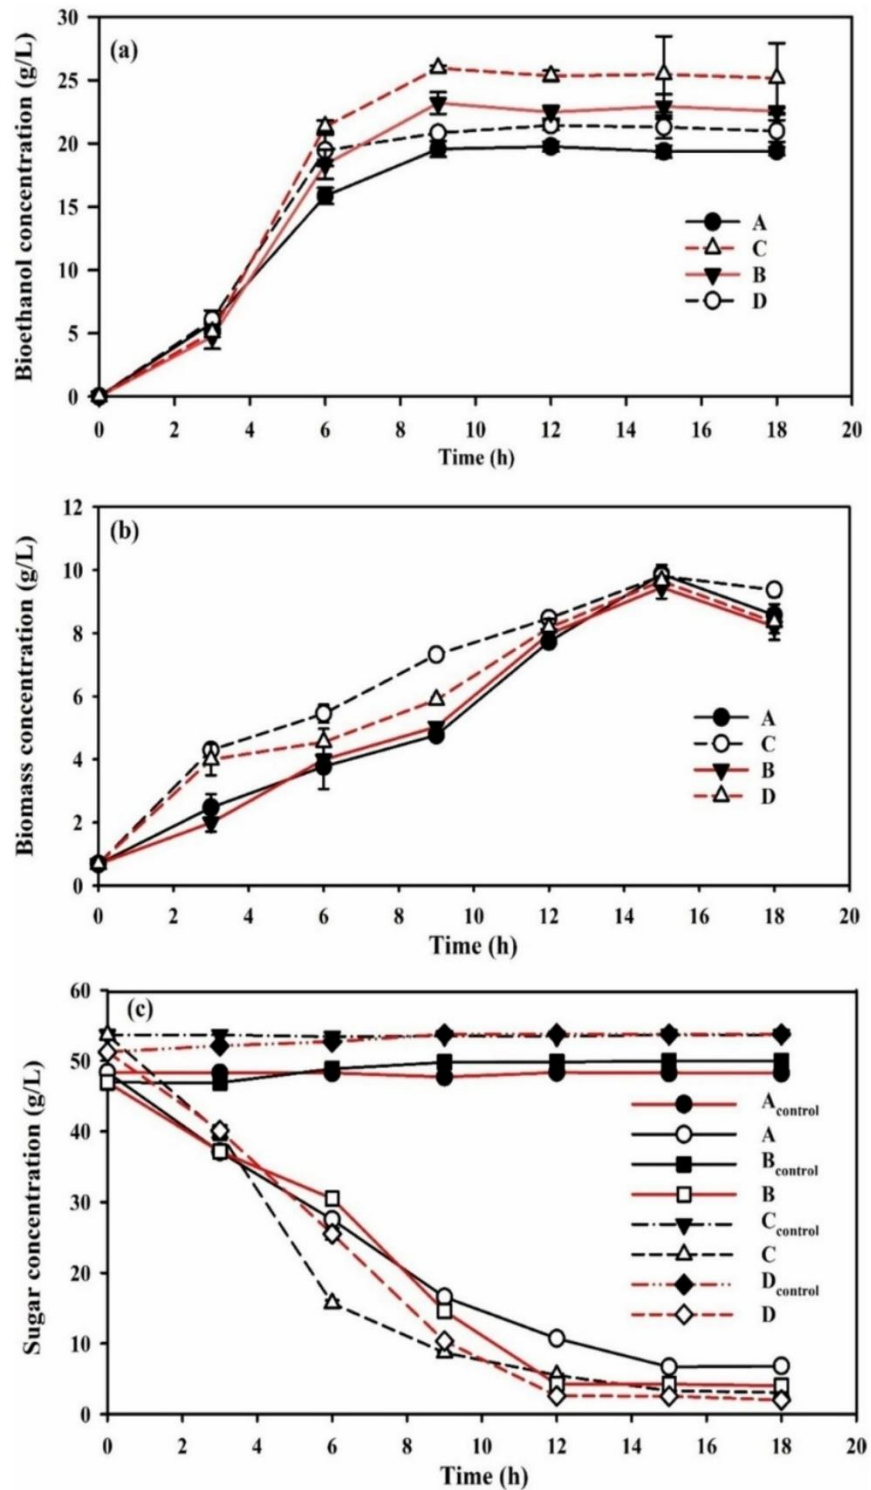 (a)
Bioethanol concentration (g/L)
30
25
20
15
10
5
0
A
C
B
D
0 2 4 6 8 10 12 14 16 18 20
Time (h)
(b)
Biomass concentration (g/L)
12
10
8
6
4
2
0
A
C
B
D
0 2 4 6 8 10 12 14 16 18 20
Time (h)
(c)
Sugar concentration (g/L)
60
50
40
30
20
10
0
Acontrol
A
Bcontrol
B
Ccontrol
C
Dcontrol
D
0 2 4 6 8 10 12 14 16 18 20
Time (h)